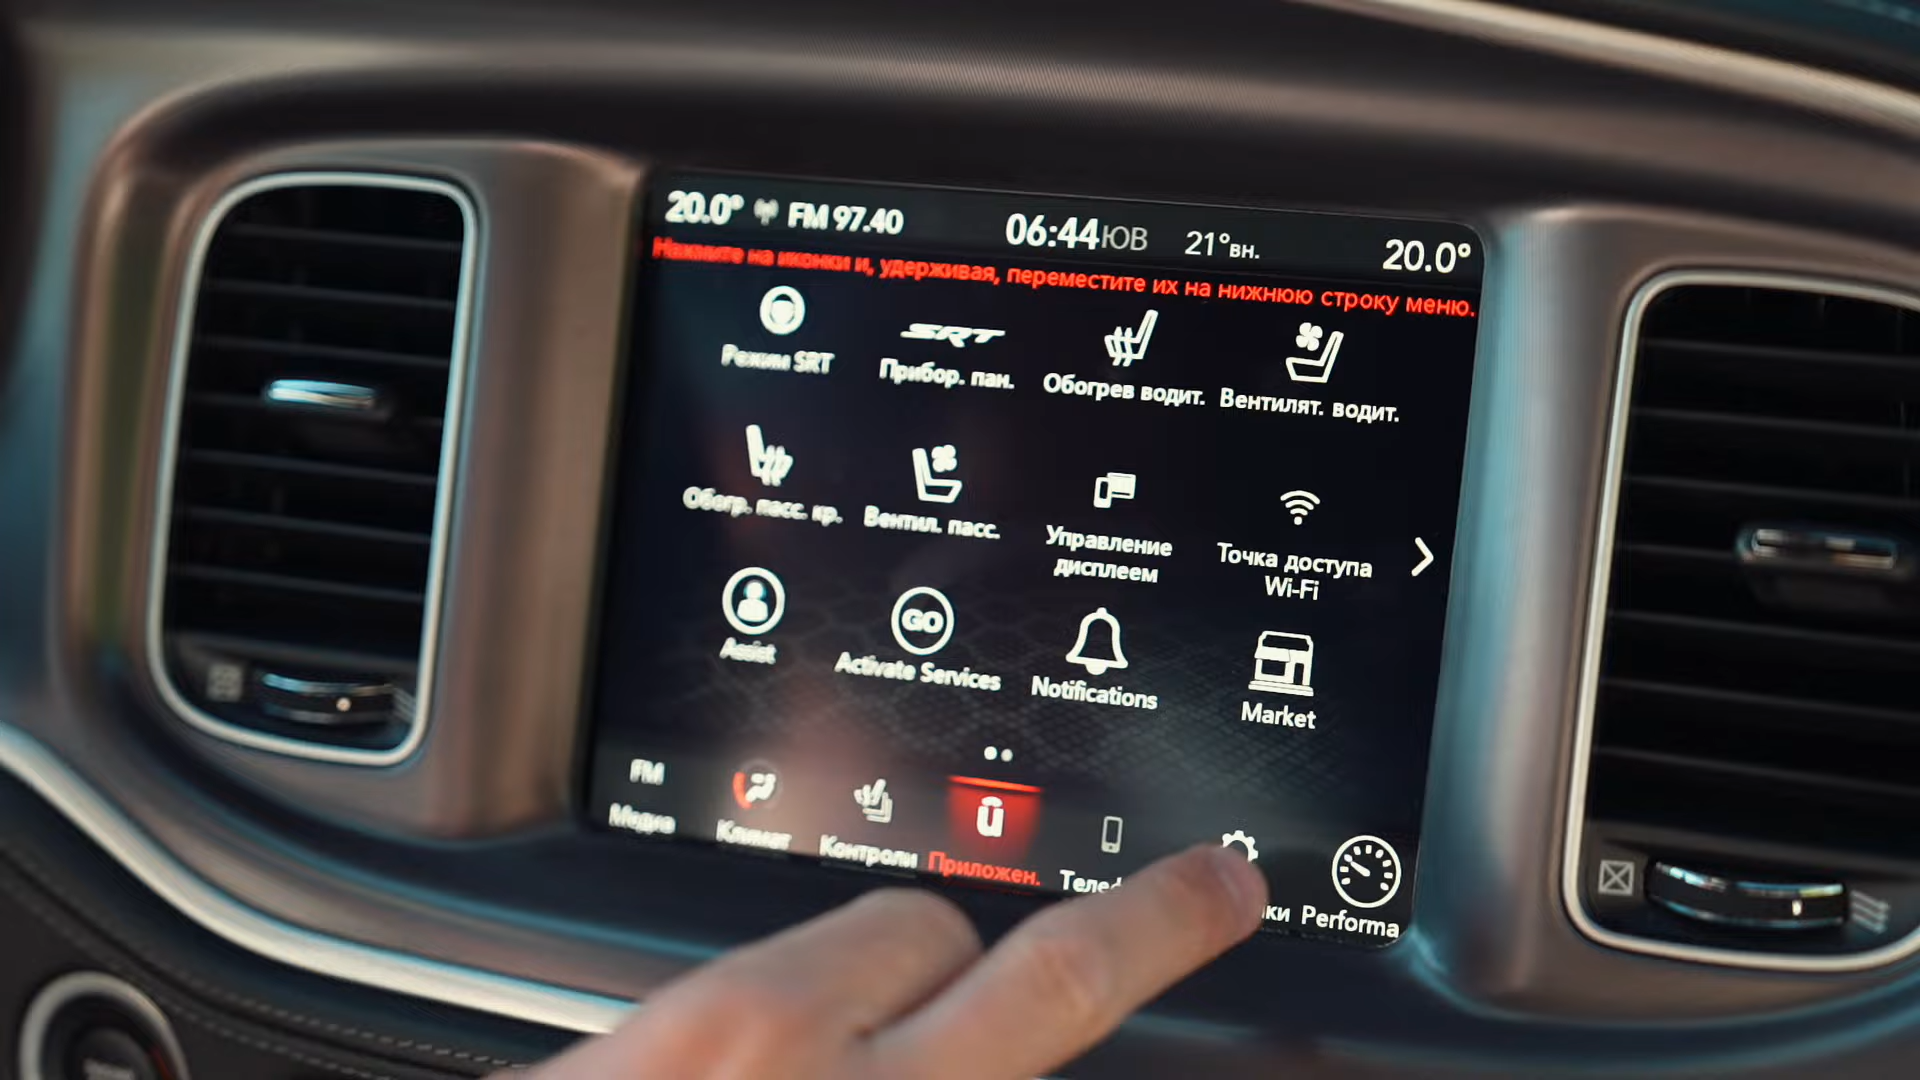 20.0° FM 97.40 06:44ЮВ 21°вн. 20.0°
Нажмите на иконки и, удерживая, переместите их на нижнюю строку меню.
Режим SRT
SRT
Прибор. пан.
Обогрев водит.
Вентилят. водит.
Обогр. пасс. кр.
Вентил. пасс.
Управление
дисплеем
Точка доступа
Wi-Fi
Assist
GO
Activate Services
Notifications
Market
FM
Медиа
Климат
Контроли
Приложен.
Performa